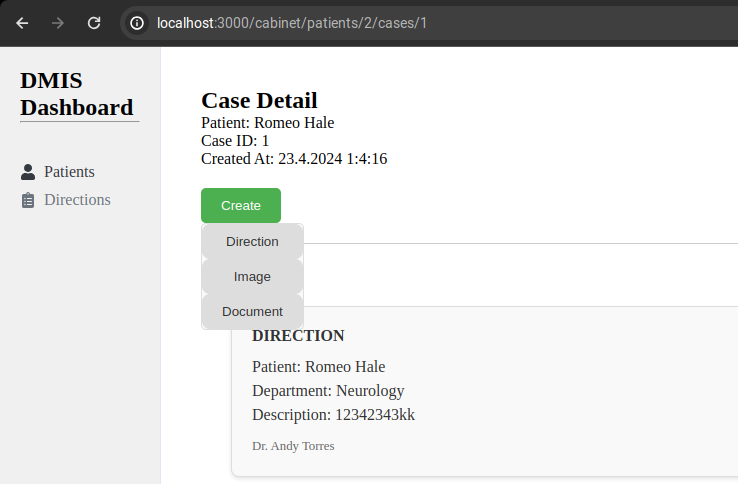 localhost:3000/cabinet/patients/2/cases/1
DMIS
Dashboard
Patients
Directions
Case Detail
Patient: Romeo Hale
Case ID: 1
Created At: 23.4.2024 1:4:16
Create
Direction
Image
Document
DIRECTION
Patient: Romeo Hale
Department: Neurology
Description: 12342343kk
Dr. Andy Torres